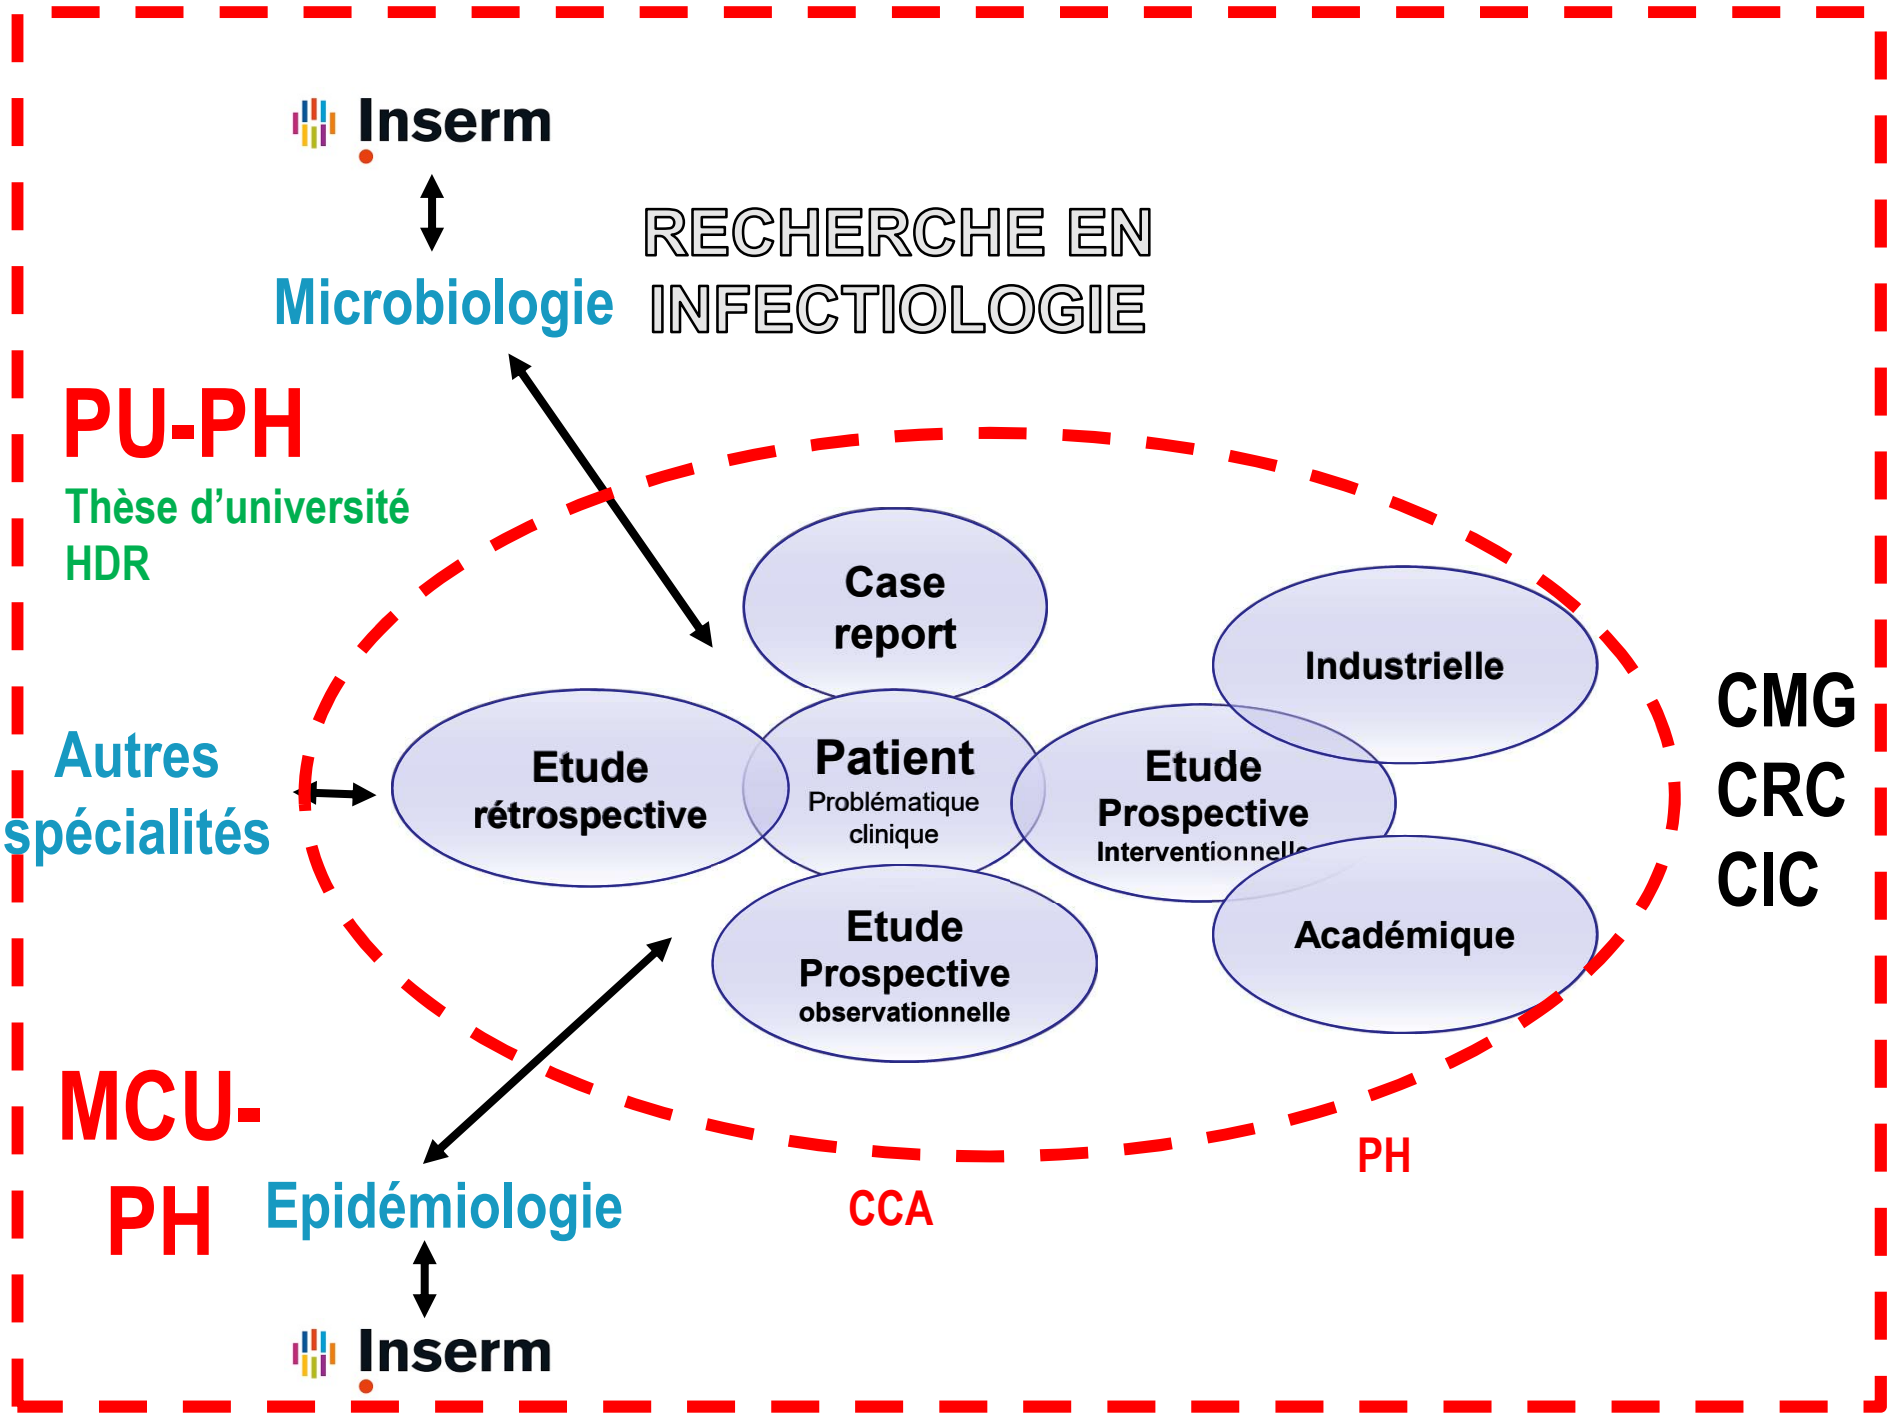 Inserm
RECHERCHE EN
INFECTIOLOGIE
Microbiologie
PU-PH
Thèse d’université
HDR
Case
report
Industrielle
Autres
spécialités
Etude
rétrospective
Patient
Problématique
clinique
Etude
Prospective
Interventionnelle
CMG
CRC
CIC
Etude
Prospective
observationnelle
Académique
MCU-
PH
Epidémiologie
CCA
PH
Inserm